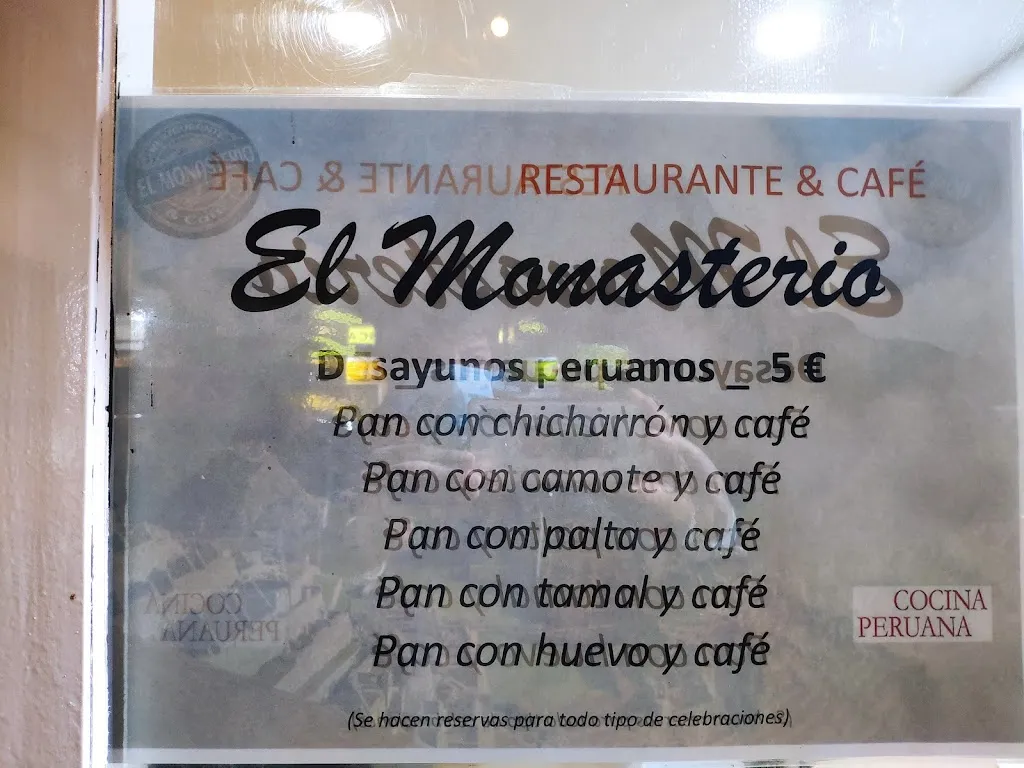 RESTAURANTE & CAFÉ
El Monasterio
Desayunos peruanos_ 5 €
Pan con chicharrón y café
Pan con camote y café
Pan con palta y café
Pan con tamal y café
Pan con huevo y café
COCINA
PERUANA
(Se hacen reservas para todo tipo de celebraciones)